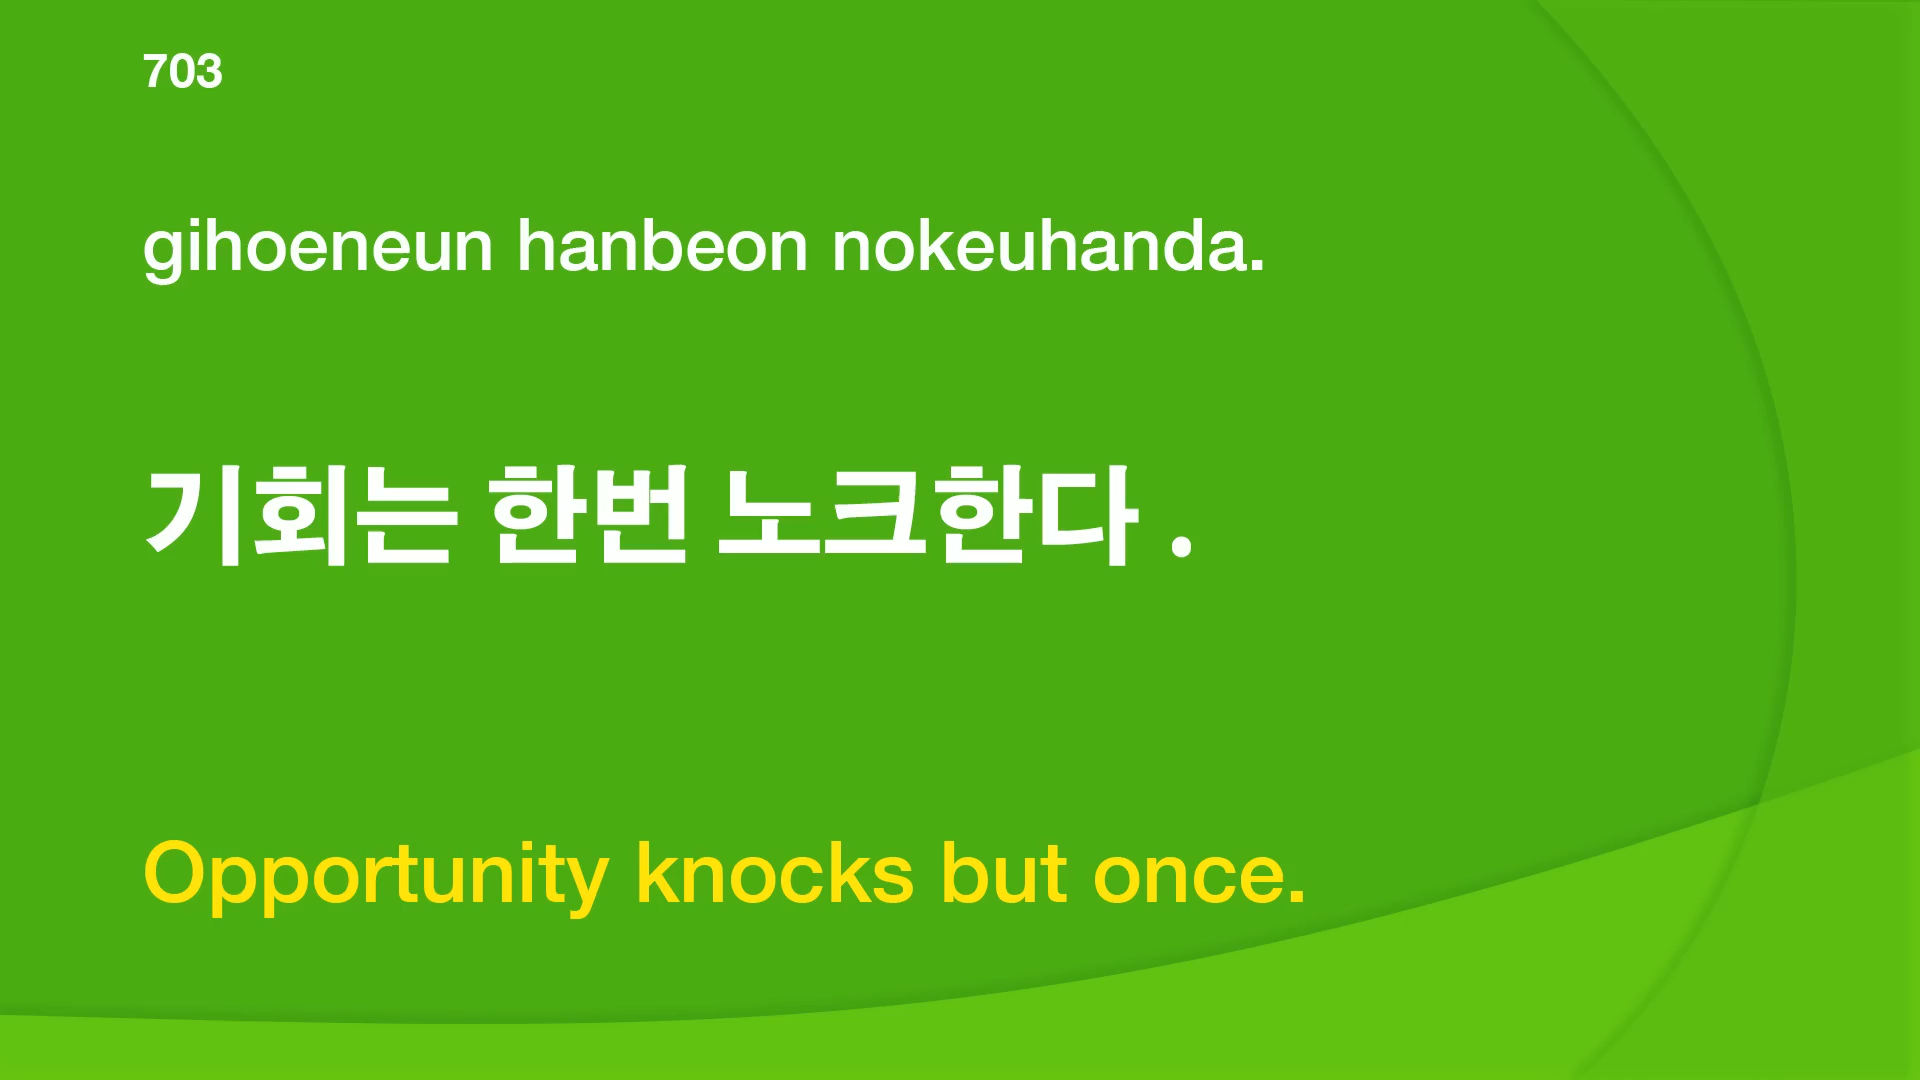 703
gihoeneun hanbeon nokeuhanda.
기회는 한번 노크한다 .
Opportunity knocks but once.